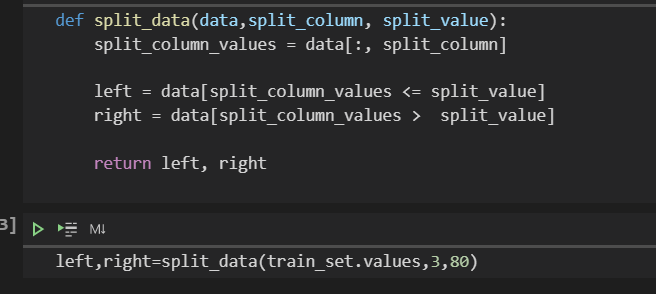 def split_data(data,split_column, split_value):
    split_column_values = data[:, split_column]

    left = data[split_column_values <= split_value]
    right = data[split_column_values >  split_value]

    return left, right
3]
M↓
left,right=split_data(train_set.values,3,80)